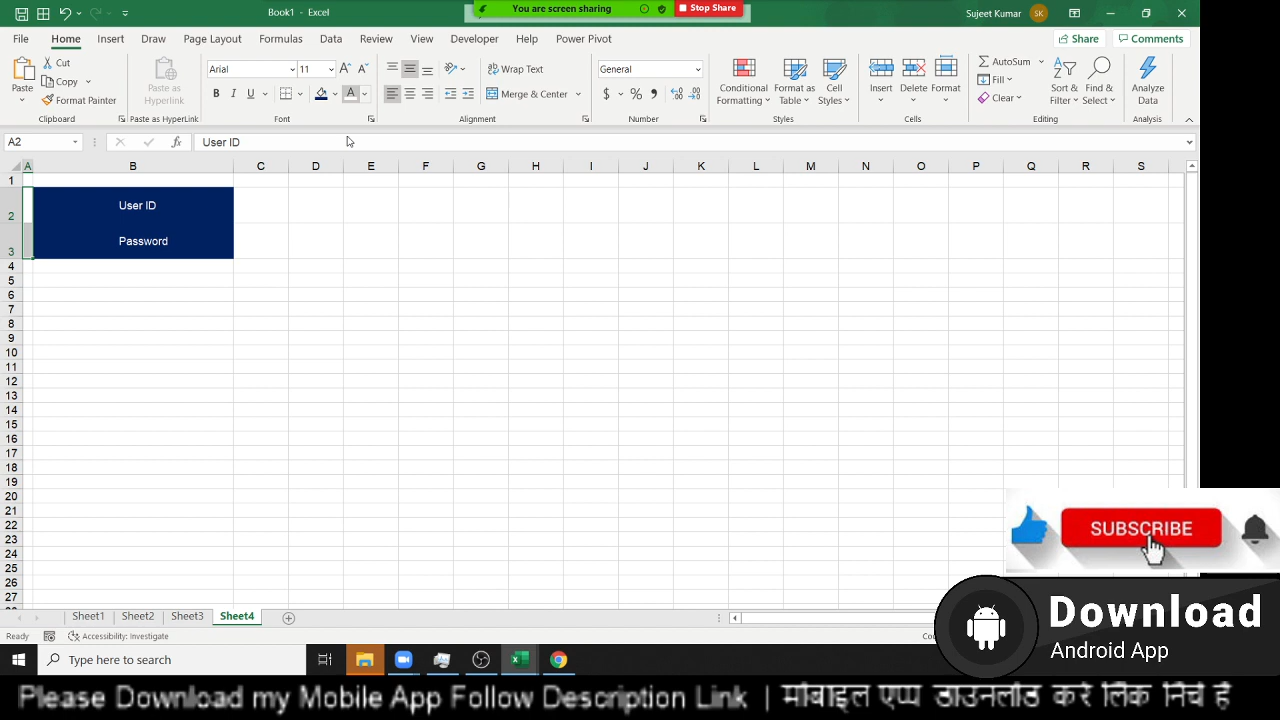 Book1 - Excel
You are screen sharing
Stop Share
Sujeet Kumar
SK
File
Home
Insert
Draw
Page Layout
Formulas
Data
Review
View
Developer
Help
Power Pivot
Share
Comments
Paste
Cut
Copy
Format Painter
Clipboard
Paste as
HyperLink
Paste as HyperLink
Arial
11
B I U
Font
Wrap Text
Merge & Center
Alignment
General
$ % ,
Number
Conditional
Formatting
Format as
Table
Cell
Styles
Styles
Insert
Delete
Format
Cells
AutoSum
Fill
Clear
Sort &
Filter
Find &
Select
Editing
Analyze
Data
Analysis
A2
fx
User ID
A B C D E F G H I J K L M N O P Q R S
1
2 User ID
3 Password
4
5
6
7
8
9
10
11
12
13
14
15
16
17
18
19
20
21
22
23
24
25
26
27
SUBSCRIBE
Sheet1
Sheet2
Sheet3
Sheet4
Ready
Accessibility: Investigate
Download
Android App
Type here to search
Please Download my Mobile App Follow Description Link | मोबाइल एप्प डाउनलोड करे लिंक निचे है